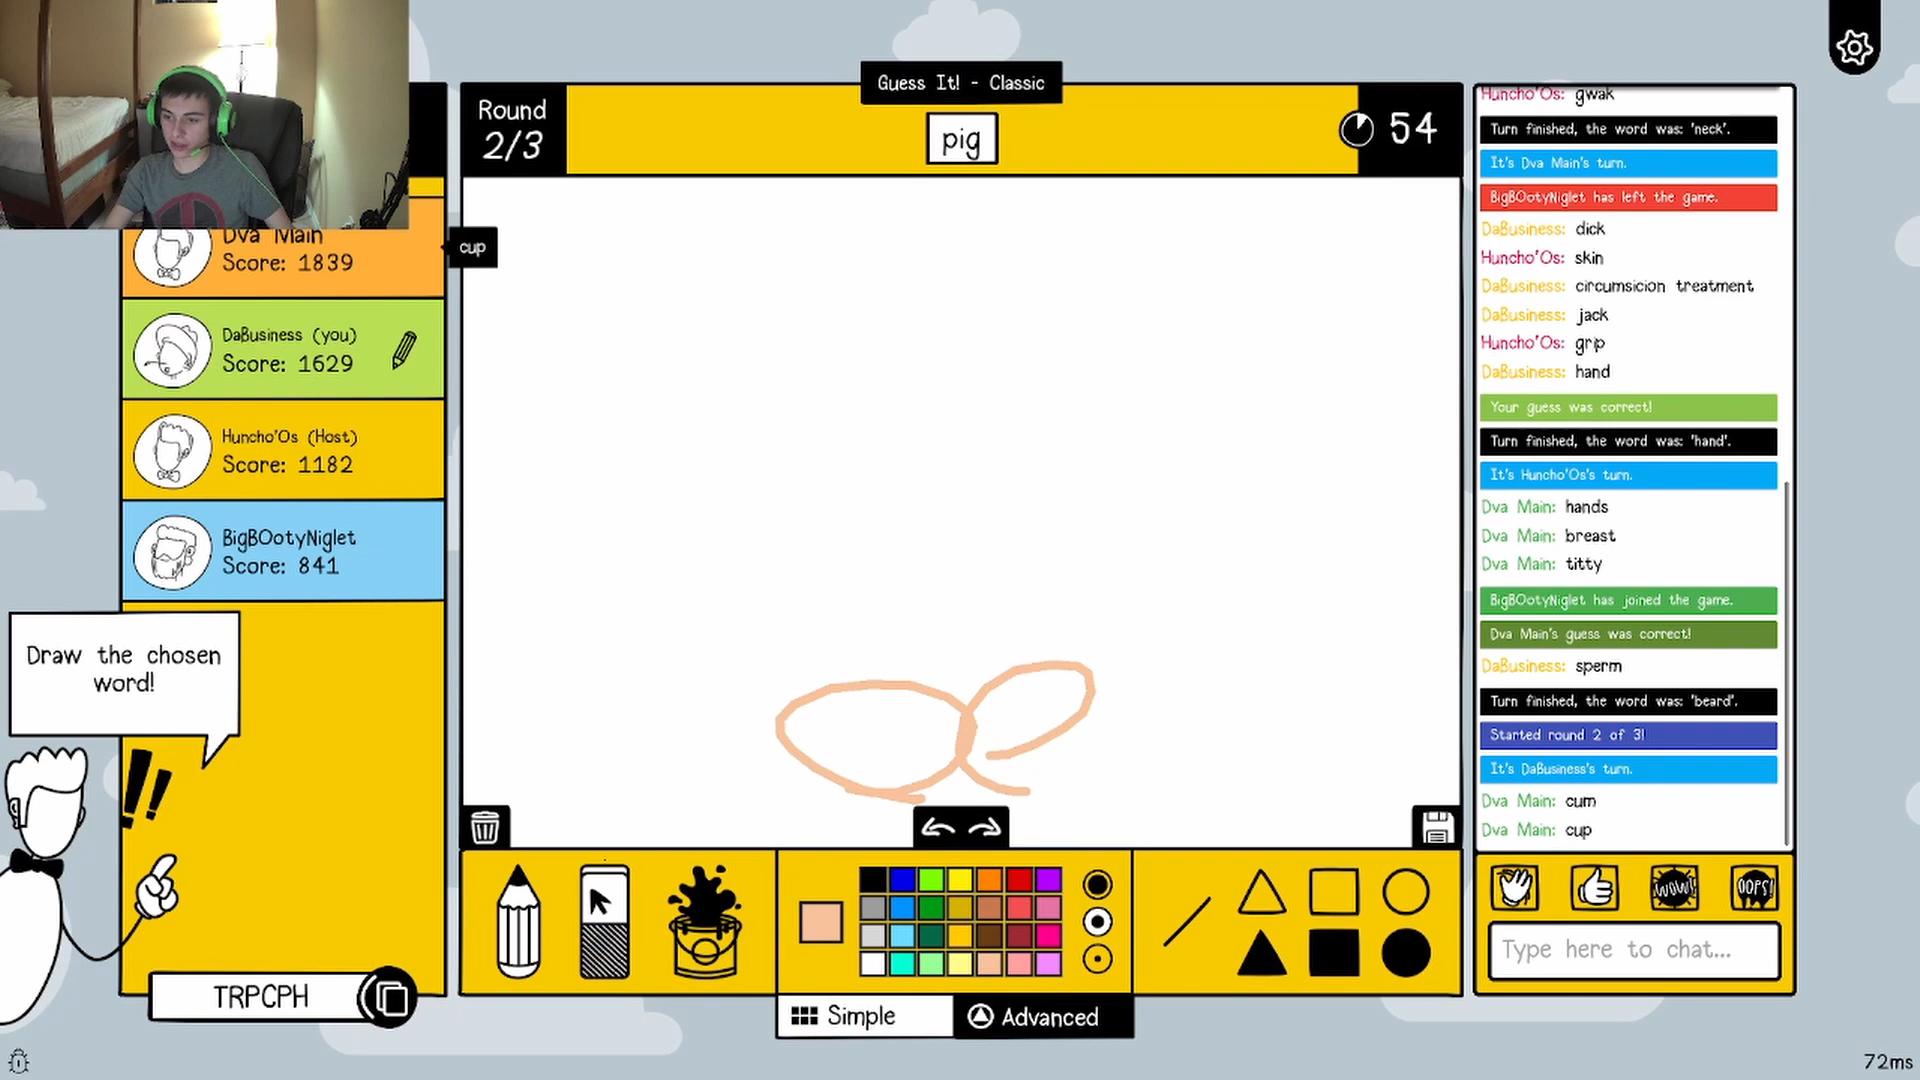 Guess It! - Classic
Round
2/3
pig
54
Dva Main
Score: 1839
cup
DaBusiness (you)
Score: 1629
Huncho'Os (Host)
Score: 1182
BigBOotyNiglet
Score: 841
Draw the chosen
word!
!!
TRPCPH
Simple
Advanced
Huncho'Os: gwak
Turn finished, the word was: 'neck'.
It's Dva Main's turn.
BigBOotyNiglet has left the game.
DaBusiness: dick
Huncho'Os: skin
DaBusiness: circumsicion treatment
DaBusiness: jack
Huncho'Os: grip
DaBusiness: hand
Your guess was correct!
Turn finished, the word was: 'hand'.
It's Huncho'Os's turn.
Dva Main: hands
Dva Main: breast
Dva Main: titty
BigBOotyNiglet has joined the game.
Dva Main's guess was correct!
DaBusiness: sperm
Turn finished, the word was: 'beard'.
Started round 2 of 3!
It's DaBusiness's turn.
Dva Main: cum
Dva Main: cup
WOW!
OOPS!
Type here to chat...
72ms